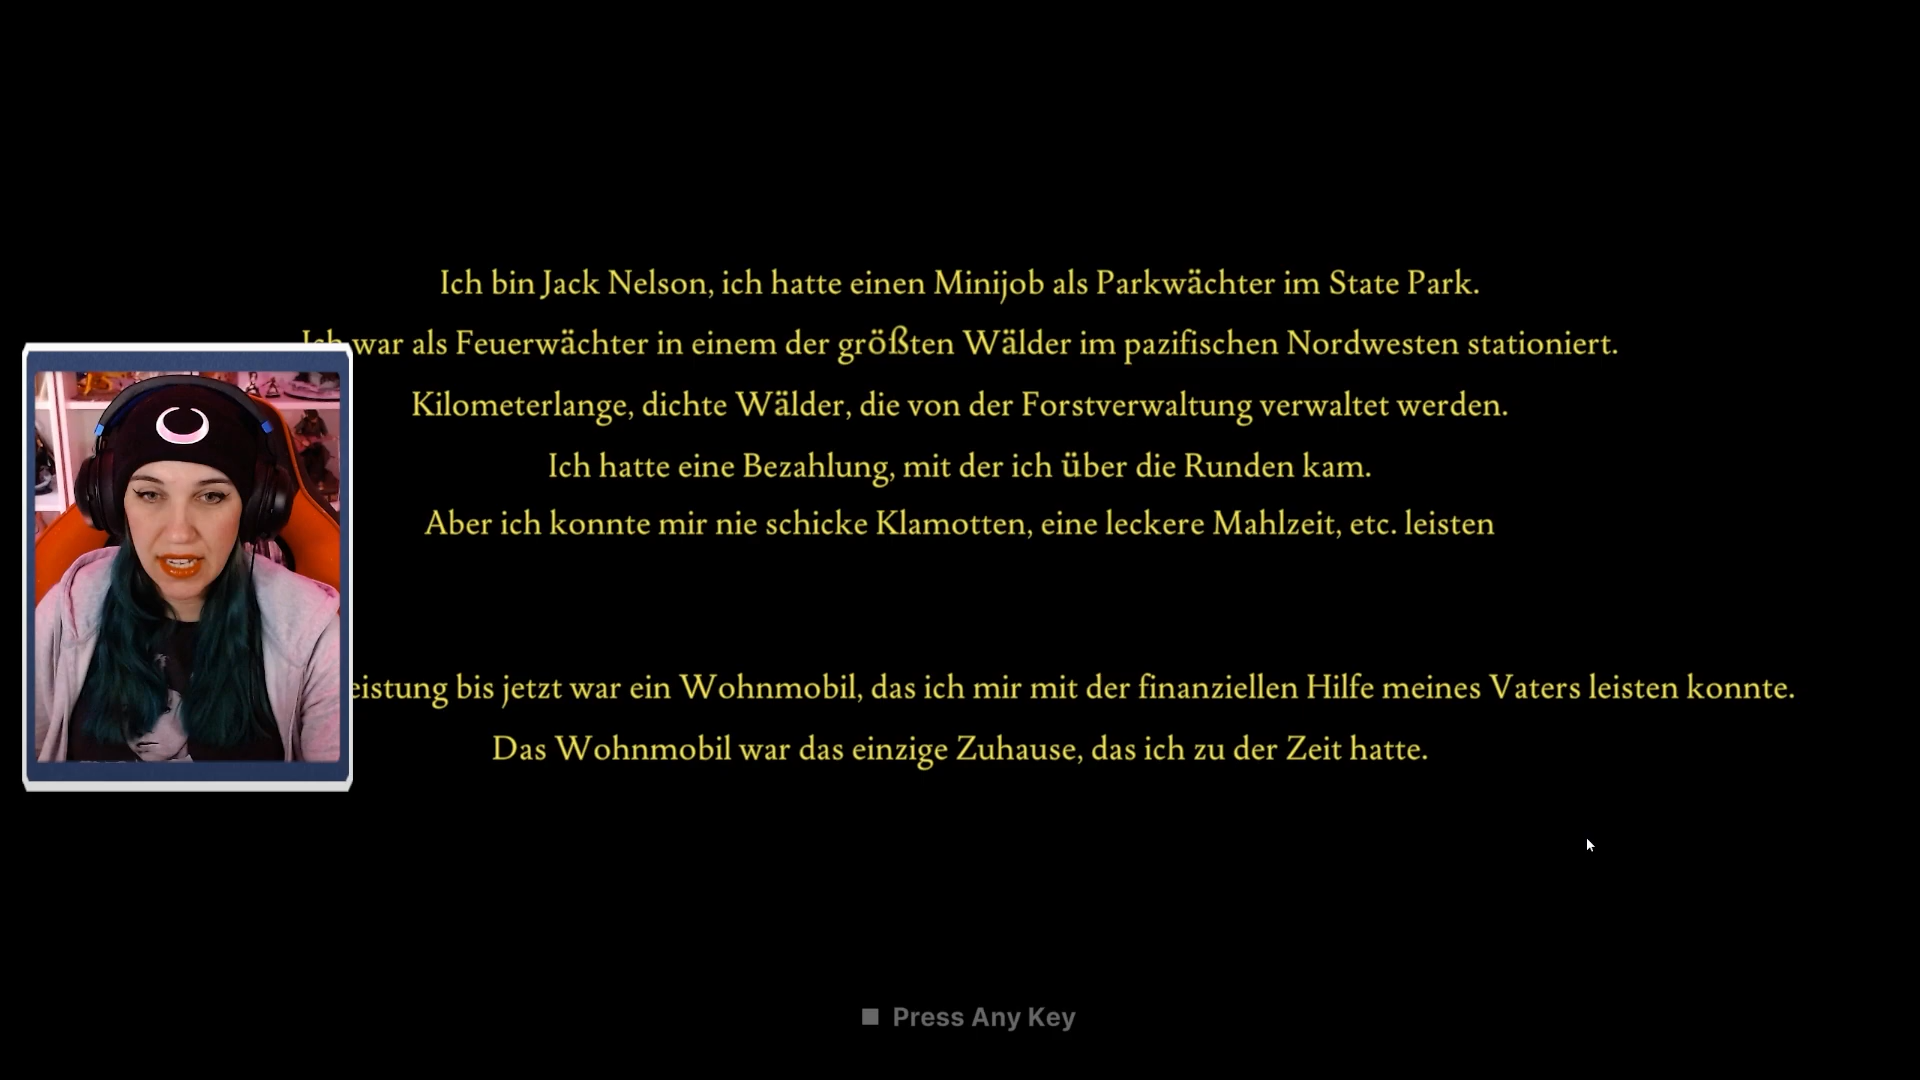 Ich bin Jack Nelson, ich hatte einen Minijob als Parkwächter im State Park.
Ich war als Feuerwächter in einem der größten Wälder im pazifischen Nordwesten stationiert.
Kilometerlange, dichte Wälder, die von der Forstverwaltung verwaltet werden.
Ich hatte eine Bezahlung, mit der ich über die Runden kam.
Aber ich konnte mir nie schicke Klamotten, eine leckere Mahlzeit, etc. leisten
bis jetzt war ein Wohnmobil, das ich mir mit der finanziellen Hilfe meines Vaters leisten konnte.
Das Wohnmobil war das einzige Zuhause, das ich zu der Zeit hatte.
Press Any Key